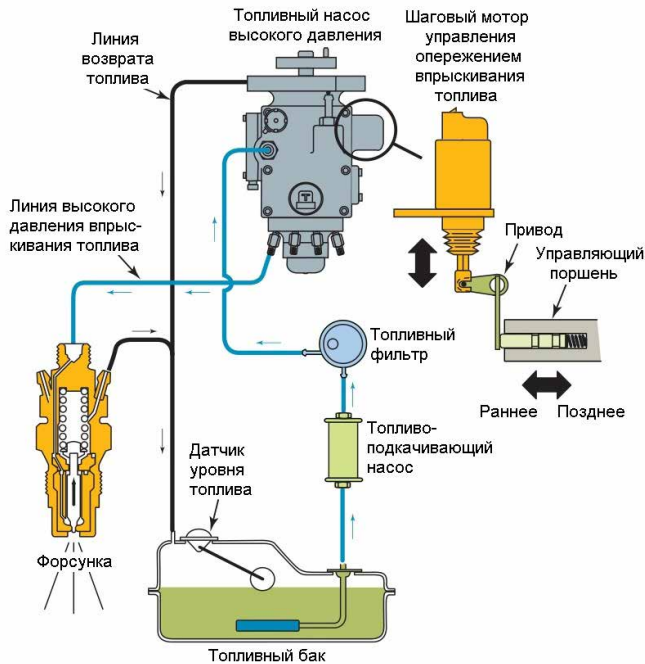 Топливный насос
высокого давления
Шаговый мотор
управления
опережением
впрыскивания
топлива
Линия
возврата
топлива
Линия высокого
давления впрыс-
кивания топлива
Привод
Управляющий
поршень
Топливный
фильтр
Раннее Позднее
Топливо-
подкачивающий
насос
Датчик
уровня
топлива
Форсунка
Топливный бак